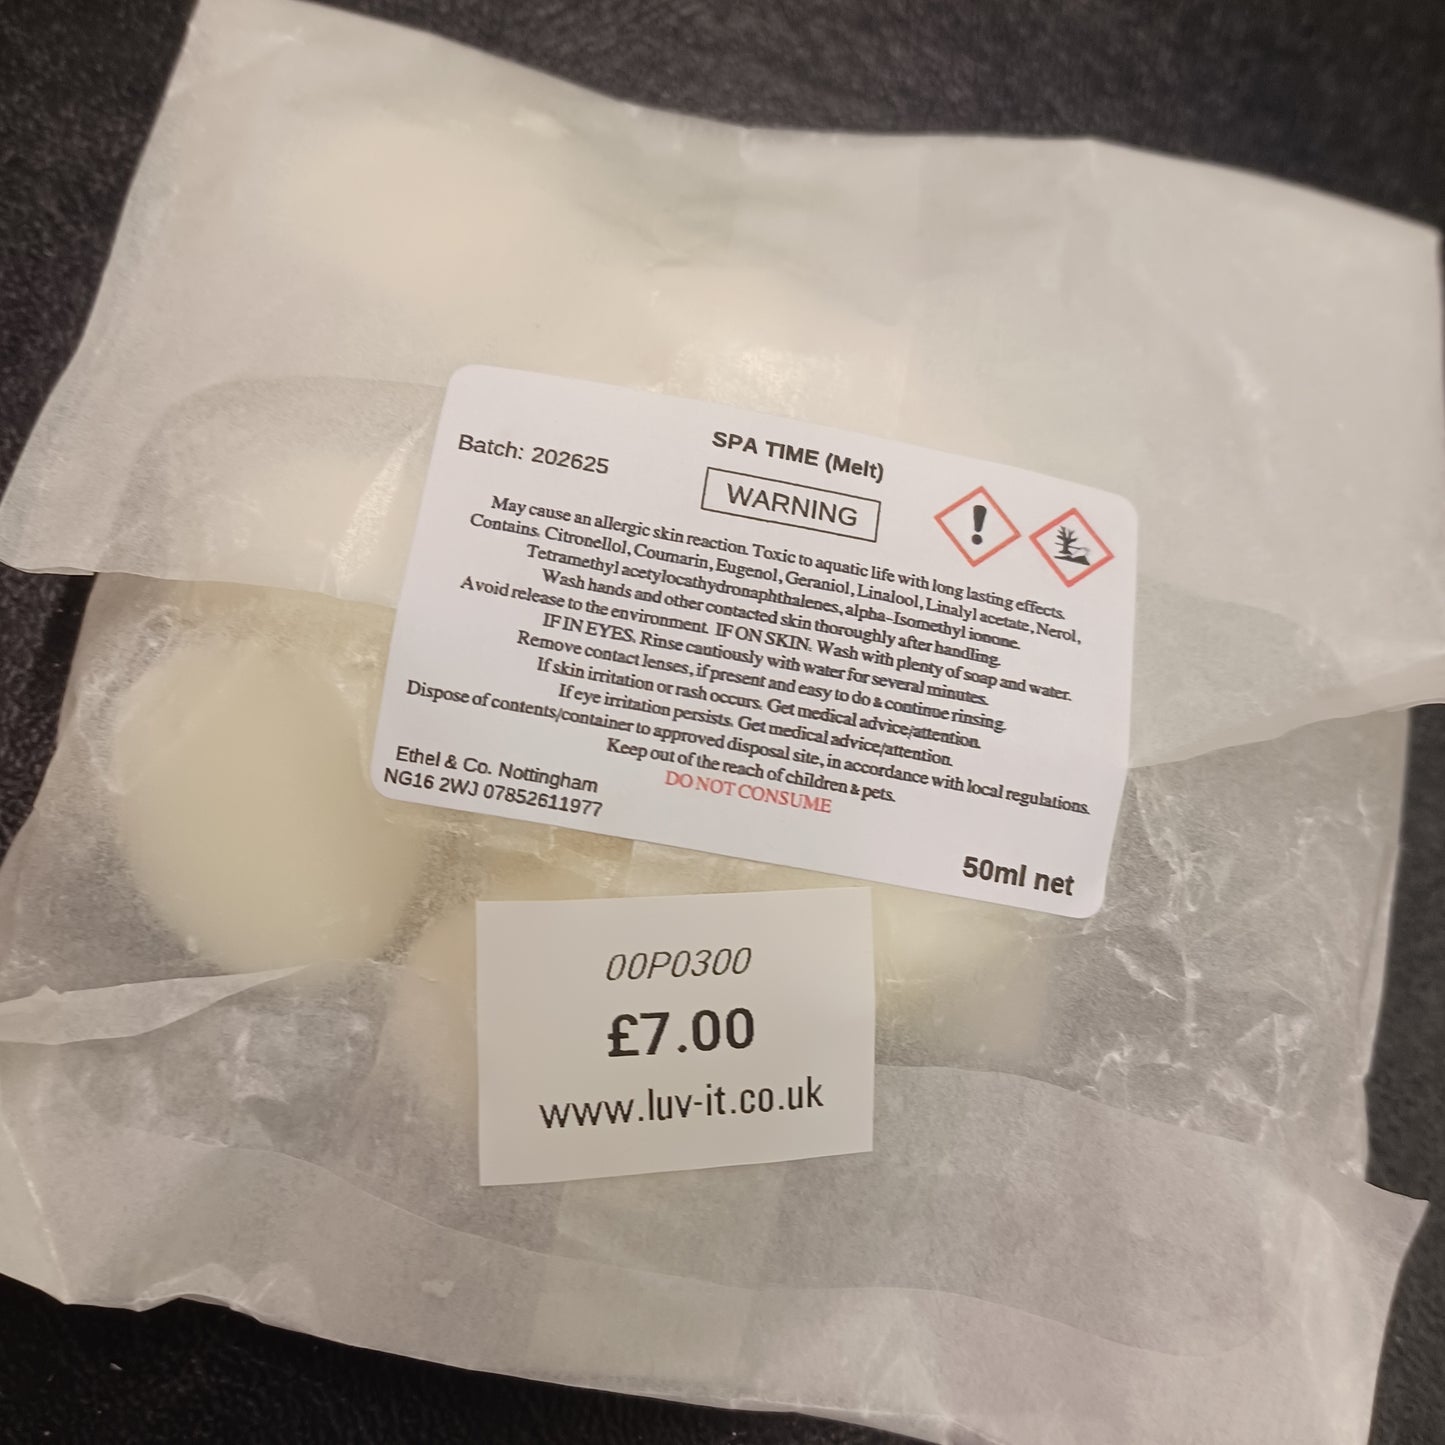 SPA TIME (Melt)
Batch: 202625
WARNING
May cause an allergic skin reaction. Toxic to aquatic life with long lasting effects.
Contains. Citronellol, Coumarin, Eugenol, Geraniol, Linalool, Linalyl acetate, Nerol,
Tetramethyl acetylocathydronaphthalenes, alpha-Isomethyl ionone.
Wash hands and other contacted skin thoroughly after handling.
Avoid release to the environment. IF ON SKIN. Wash with plenty of soap and water.
IF IN EYES. Rinse cautiously with water for several minutes.
Remove contact lenses, if present and easy to do & continue rinsing.
If skin irritation or rash occurs. Get medical advice/attention.
If eye irritation persists. Get medical advice/attention.
Dispose of contents/container to approved disposal site, in accordance with local regulations.
Keep out of the reach of children & pets.
DO NOT CONSUME
Ethel & Co. Nottingham
NG16 2WJ 07852611977
50ml net
00P0300
£7.00
www.luv-it.co.uk